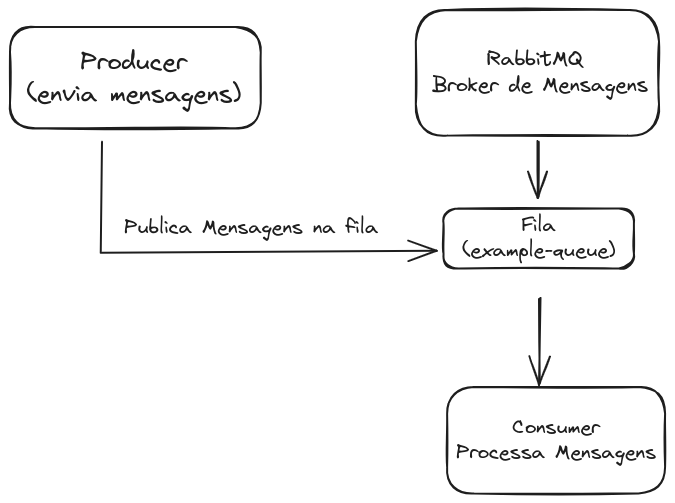 Producer
(envia mensagens)
RabbitMQ
Broker de Mensagens
Publica Mensagens na fila
Fila
(example-queue)
Consumer
Processa Mensagens